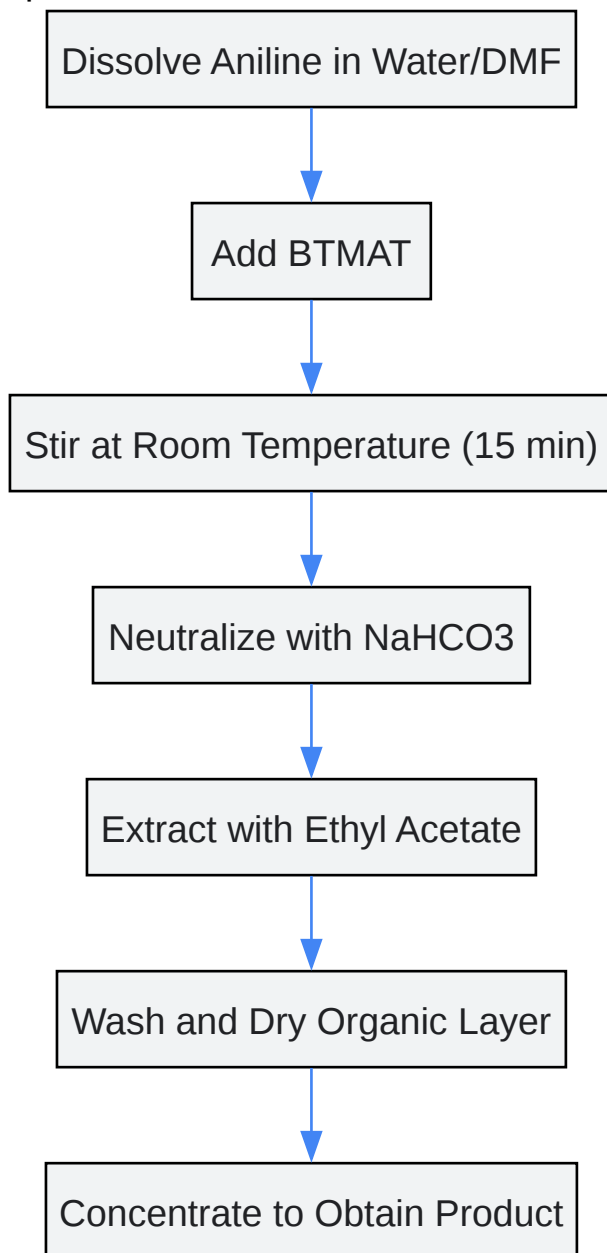 Dissolve Aniline in Water/DMF
Add BTMAT
Stir at Room Temperature (15 min)
Neutralize with NaHCO3
Extract with Ethyl Acetate
Wash and Dry Organic Layer
Concentrate to Obtain Product